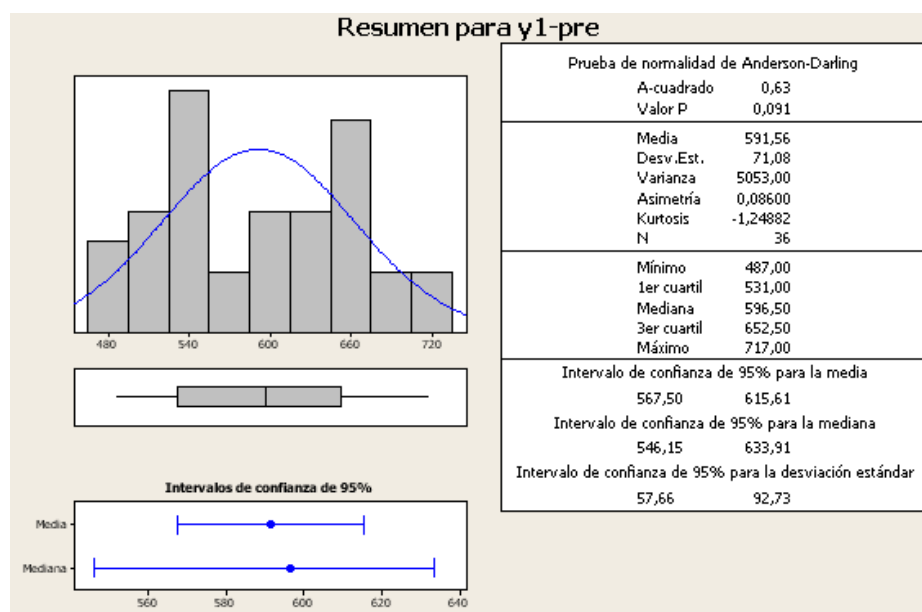 Resumen para y1-pre
480 540 600 660 720
Intervalos de confianza de 95%
Media
Mediana
560 580 600 620 640
Prueba de normalidad de Anderson-Darling
A-cuadrado 0,63
Valor P 0,091
Media 591,56
Desv.Est. 71,08
Varianza 5053,00
Asimetría 0,08600
Kurtosis -1,24882
N 36
Mínimo 487,00
1er cuartil 531,00
Mediana 596,50
3er cuartil 652,50
Máximo 717,00
Intervalo de confianza de 95% para la media
567,50 615,61
Intervalo de confianza de 95% para la mediana
546,15 633,91
Intervalo de confianza de 95% para la desviación estándar
57,66 92,73